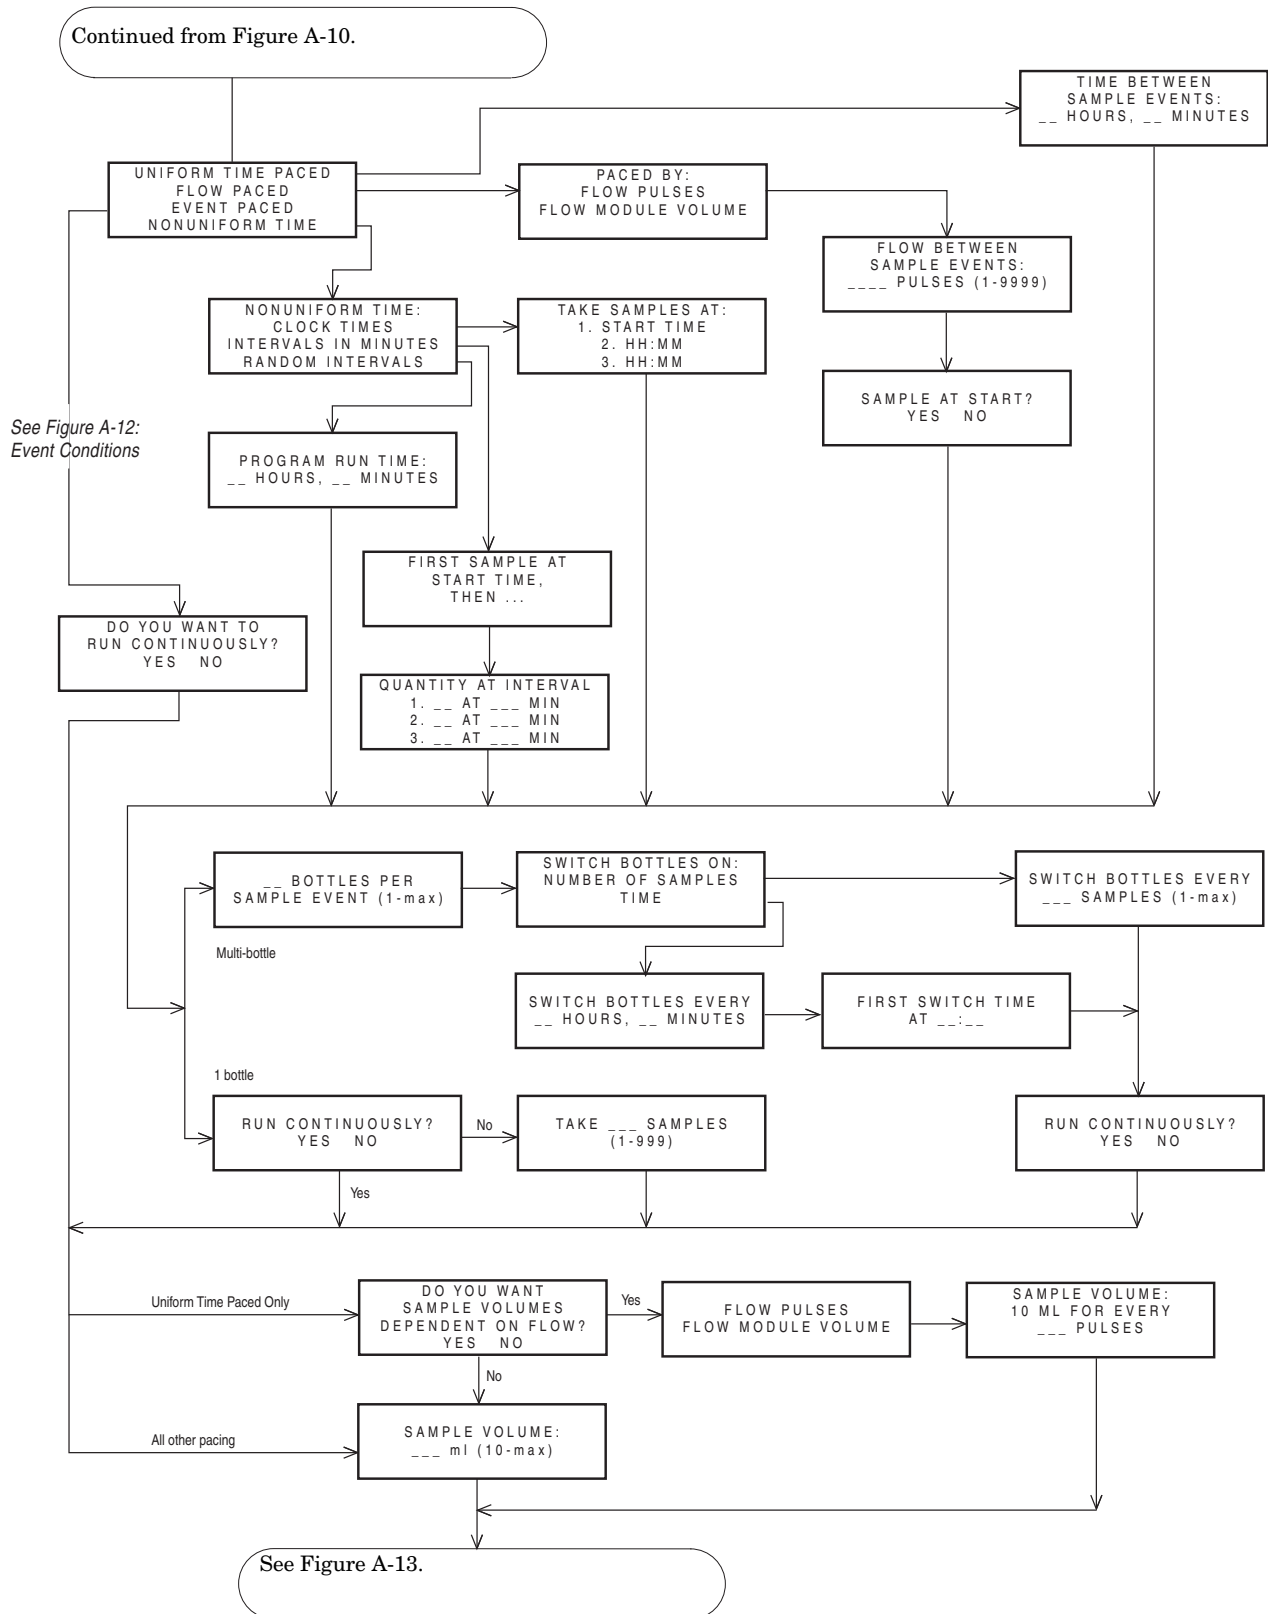 Continued from Figure A-10.
TIME BETWEEN
SAMPLE EVENTS:
__ HOURS, __ MINUTES
UNIFORM TIME PACED
FLOW PACED
EVENT PACED
NONUNIFORM TIME
PACED BY:
FLOW PULSES
FLOW MODULE VOLUME
FLOW BETWEEN
SAMPLE EVENTS:
____ PULSES (1-9999)
NONUNIFORM TIME:
CLOCK TIMES
INTERVALS IN MINUTES
RANDOM INTERVALS
TAKE SAMPLES AT:
1. START TIME
2. HH:MM
3. HH:MM
SAMPLE AT START?
YES NO
See Figure A-12:
Event Conditions
PROGRAM RUN TIME:
__ HOURS, __ MINUTES
FIRST SAMPLE AT
START TIME,
THEN ...
DO YOU WANT TO
RUN CONTINUOUSLY?
YES NO
QUANTITY AT INTERVAL
1. __ AT ___ MIN
2. __ AT ___ MIN
3. __ AT ___ MIN
__ BOTTLES PER
SAMPLE EVENT (1-max)
SWITCH BOTTLES ON:
NUMBER OF SAMPLES
TIME
SWITCH BOTTLES EVERY
___ SAMPLES (1-max)
Multi-bottle
SWITCH BOTTLES EVERY
__ HOURS, __ MINUTES
FIRST SWITCH TIME
AT __:__
1 bottle
RUN CONTINUOUSLY?
YES NO
No
TAKE ___ SAMPLES
(1-999)
RUN CONTINUOUSLY?
YES NO
Yes
Uniform Time Paced Only
DO YOU WANT
SAMPLE VOLUMES
DEPENDENT ON FLOW?
YES NO
Yes
FLOW PULSES
FLOW MODULE VOLUME
SAMPLE VOLUME:
10 ML FOR EVERY
___ PULSES
No
All other pacing
SAMPLE VOLUME:
___ ml (10-max)
See Figure A-13.